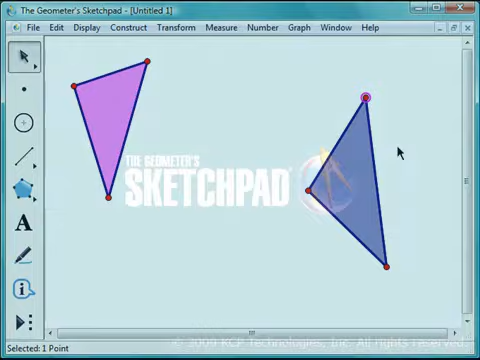 The Geometer's Sketchpad - [Untitled 1]
File Edit Display Construct Transform Measure Number Graph Window Help
THE GEOMETER'S
SKETCHPAD
A
Selected: 1 Point
© 2009 KCP Technologies, Inc. All rights reserved.